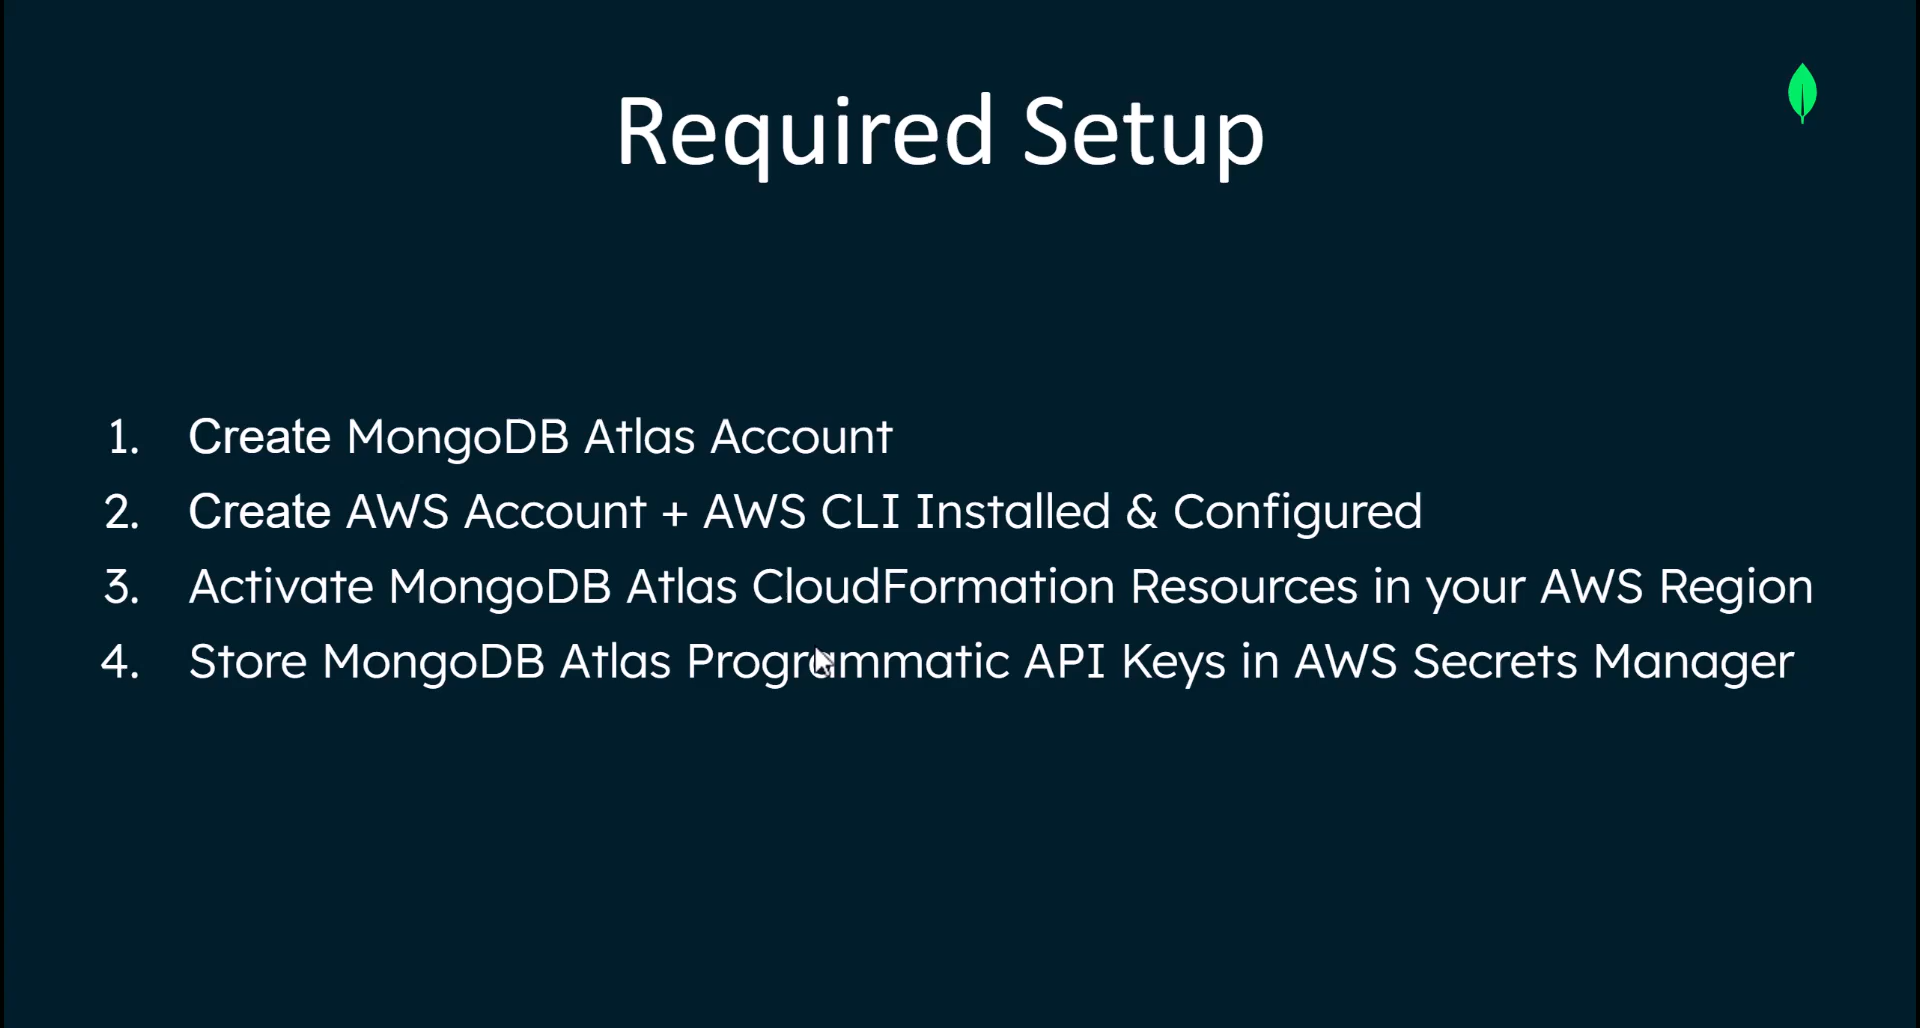 Required Setup
1. Create MongoDB Atlas Account
2. Create AWS Account + AWS CLI Installed & Configured
3. Activate MongoDB Atlas CloudFormation Resources in your AWS Region
4. Store MongoDB Atlas Programmatic API Keys in AWS Secrets Manager